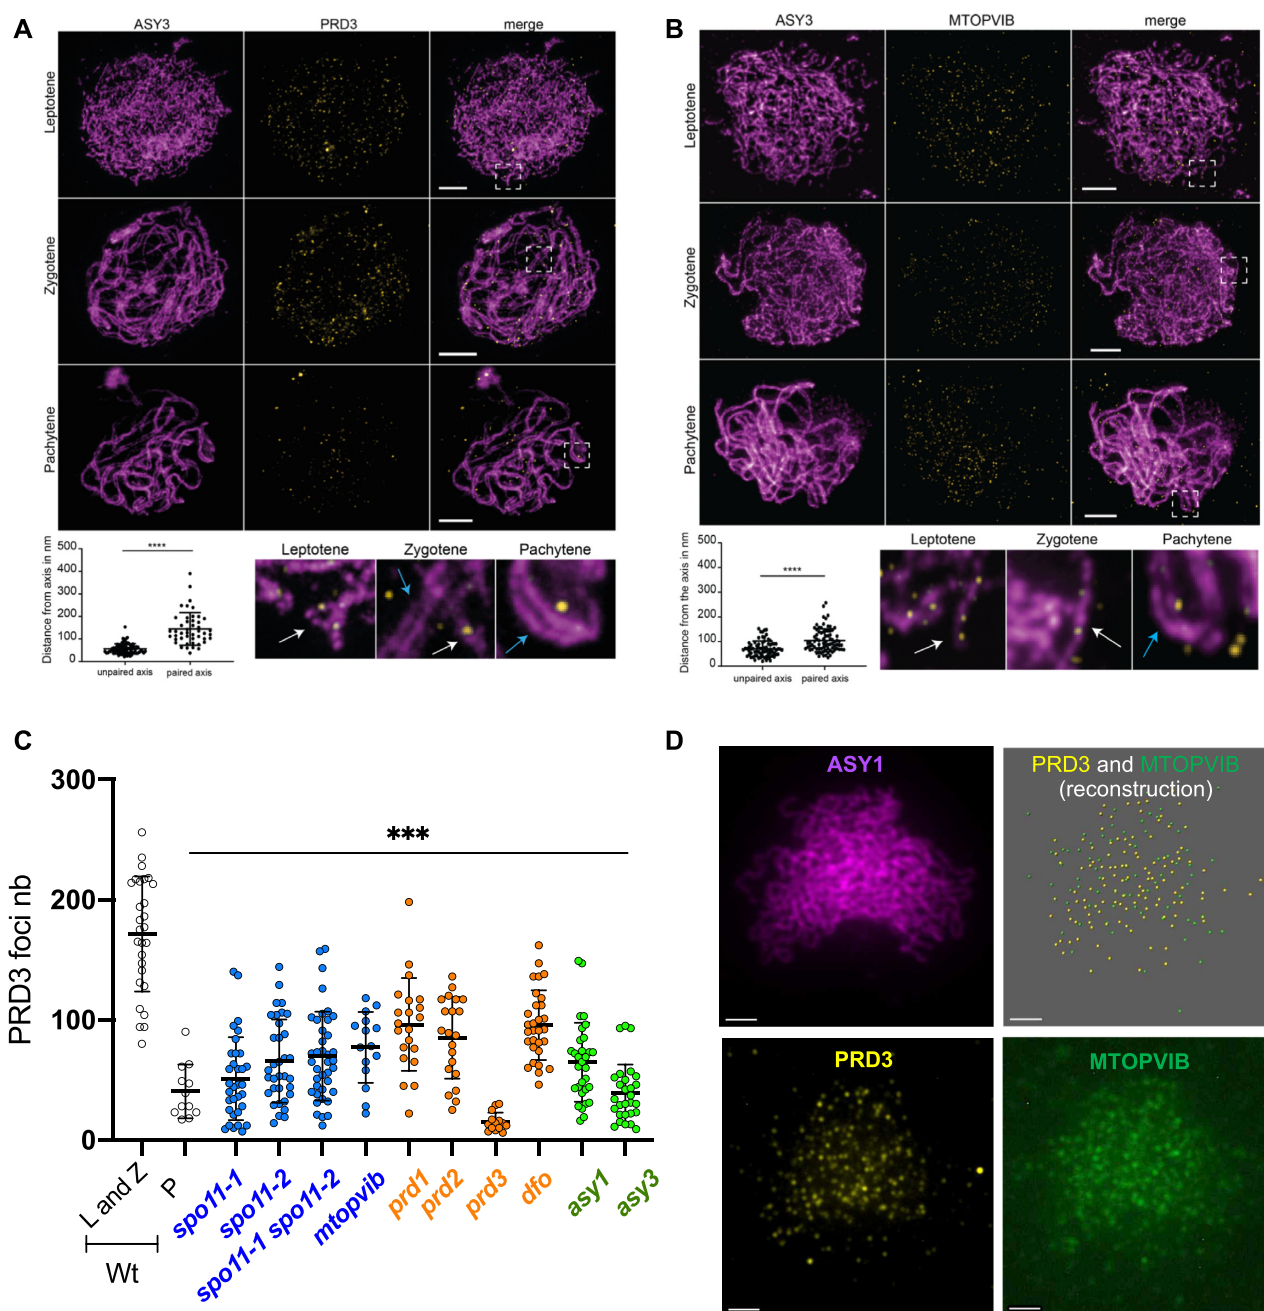 A
ASY3 PRD3 merge
Leptotene
Zygotene
Pachytene
Distance from axis in nm
500
400
300
200
100
0
****
unpaired axis paired axis
Leptotene Zygotene Pachytene
B
ASY3 MTOPVIB merge
Leptotene
Zygotene
Pachytene
Distance from the axis in nm
500
400
300
200
100
0
****
unpaired axis paired axis
Leptotene Zygotene Pachytene
C
PRD3 foci nb
300
200
100
0
***
L and Z
P
spo11-1
spo11-2
spo11-1 spo11-2
mtopvib
prd1
prd2
prd3
dfo
asy1
asy3
Wt
D
ASY1
PRD3 and MTOPVIB
(reconstruction)
PRD3
MTOPVIB